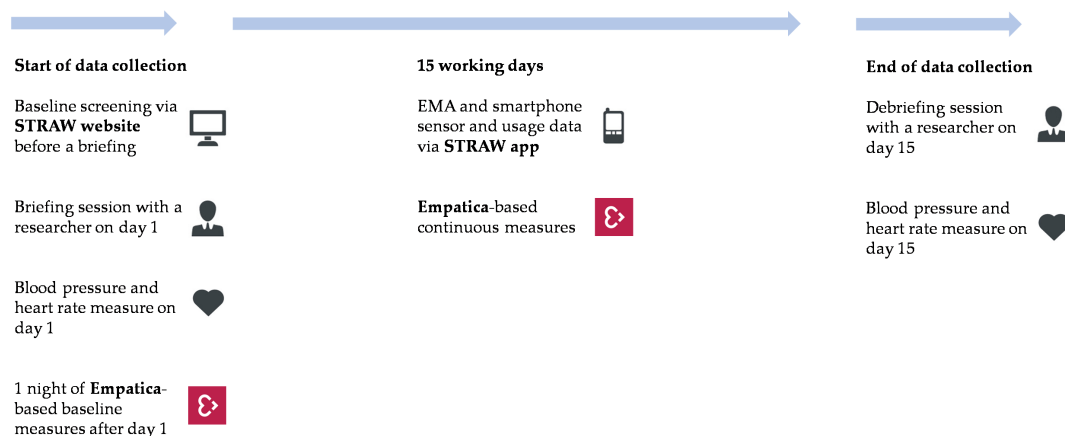 Start of data collection
Baseline screening via
STRAW website
before a briefing
Briefing session with a
researcher on day 1
Blood pressure and
heart rate measure on
day 1
1 night of Empatica-
based baseline
measures after day 1
15 working days
EMA and smartphone
sensor and usage data
via STRAW app
Empatica-based
continuous measures
End of data collection
Debriefing session
with a researcher on
day 15
Blood pressure and
heart rate measure on
day 15